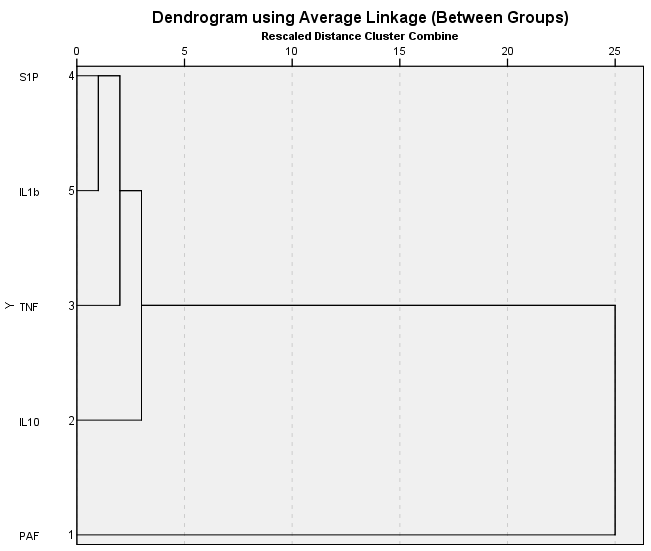 Dendrogram using Average Linkage (Between Groups)
Rescaled Distance Cluster Combine
0 5 10 15 20 25
S1P 4
IL1b 5
Y
TNF 3
IL10 2
PAF 1